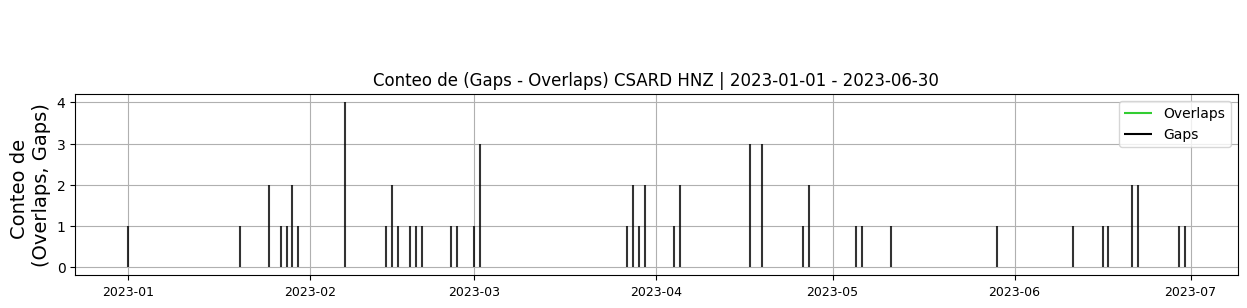 Conteo de (Gaps - Overlaps) CSARD HNZ | 2023-01-01 - 2023-06-30
Conteo de
(Overlaps, Gaps)
4
3
2
1
0
Overlaps
Gaps
2023-01
2023-02
2023-03
2023-04
2023-05
2023-06
2023-07